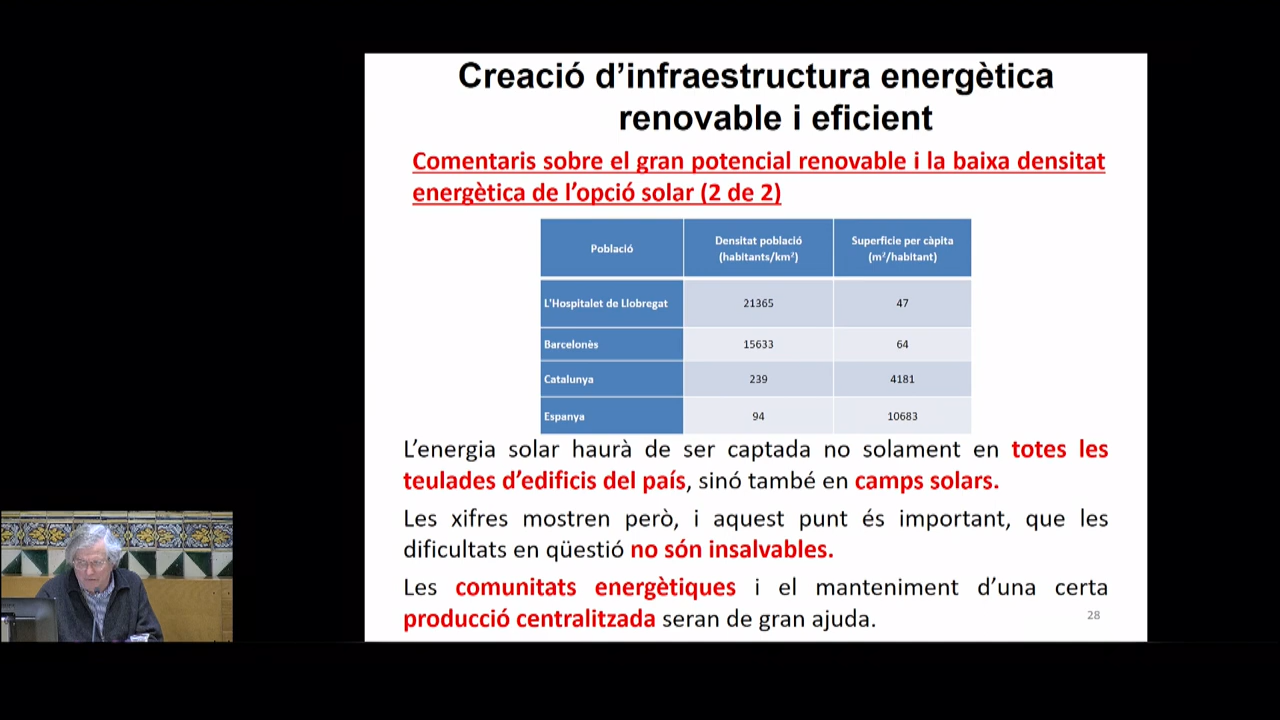 Creació d'infraestructura energètica
renovable i eficient
Comentaris sobre el gran potencial renovable i la baixa densitat
energètica de l'opció solar (2 de 2)
Població
Densitat població
(habitants/km²)
Superficie per càpita
(m²/habitant)
L'Hospitalet de Llobregat 21365 47
Barcelonès 15633 64
Catalunya 239 4181
Espanya 94 10683
L'energia solar haurà de ser captada no solament en totes les
teulades d'edificis del país, sinó també en camps solars.
Les xifres mostren però, i aquest punt és important, que les
dificultats en qüestió no són insalvables.
Les comunitats energètiques i el manteniment d'una certa
producció centralitzada seran de gran ajuda.
28